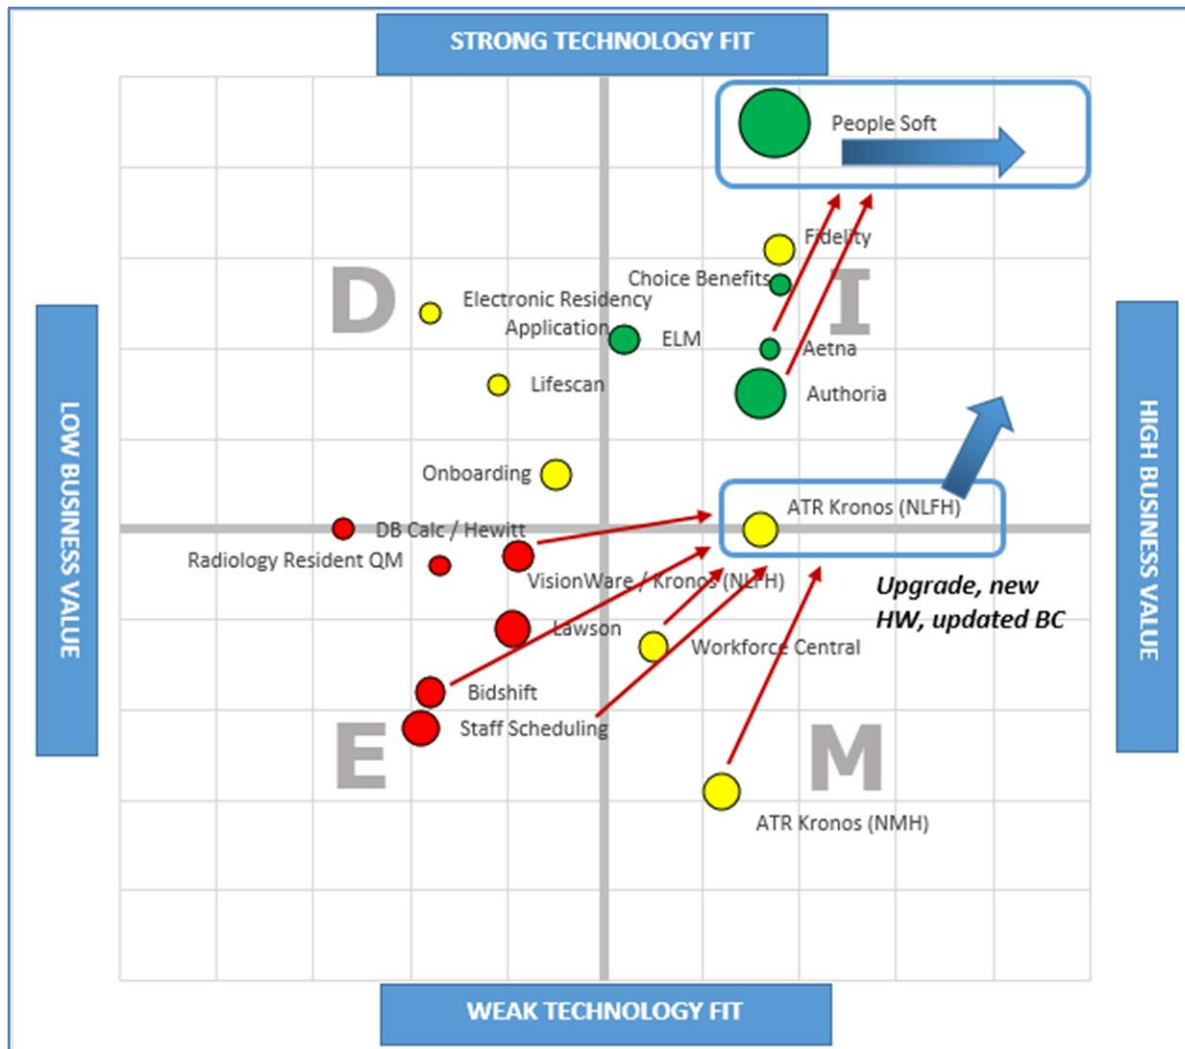 STRONG TECHNOLOGY FIT
People Soft
Fidelity
Choice Benefits
D
I
Electronic Residency
Application
ELM
Aetna
Lifescan
Authoria
LOW BUSINESS VALUE
HIGH BUSINESS VALUE
Onboarding
ATR Kronos (NLFH)
DB Calc / Hewitt
Radiology Resident QM
VisionWare / Kronos (NLFH)
Upgrade, new
HW, updated BC
Lawson
Workforce Central
Bidshift
Staff Scheduling
E
M
ATR Kronos (NMH)
WEAK TECHNOLOGY FIT